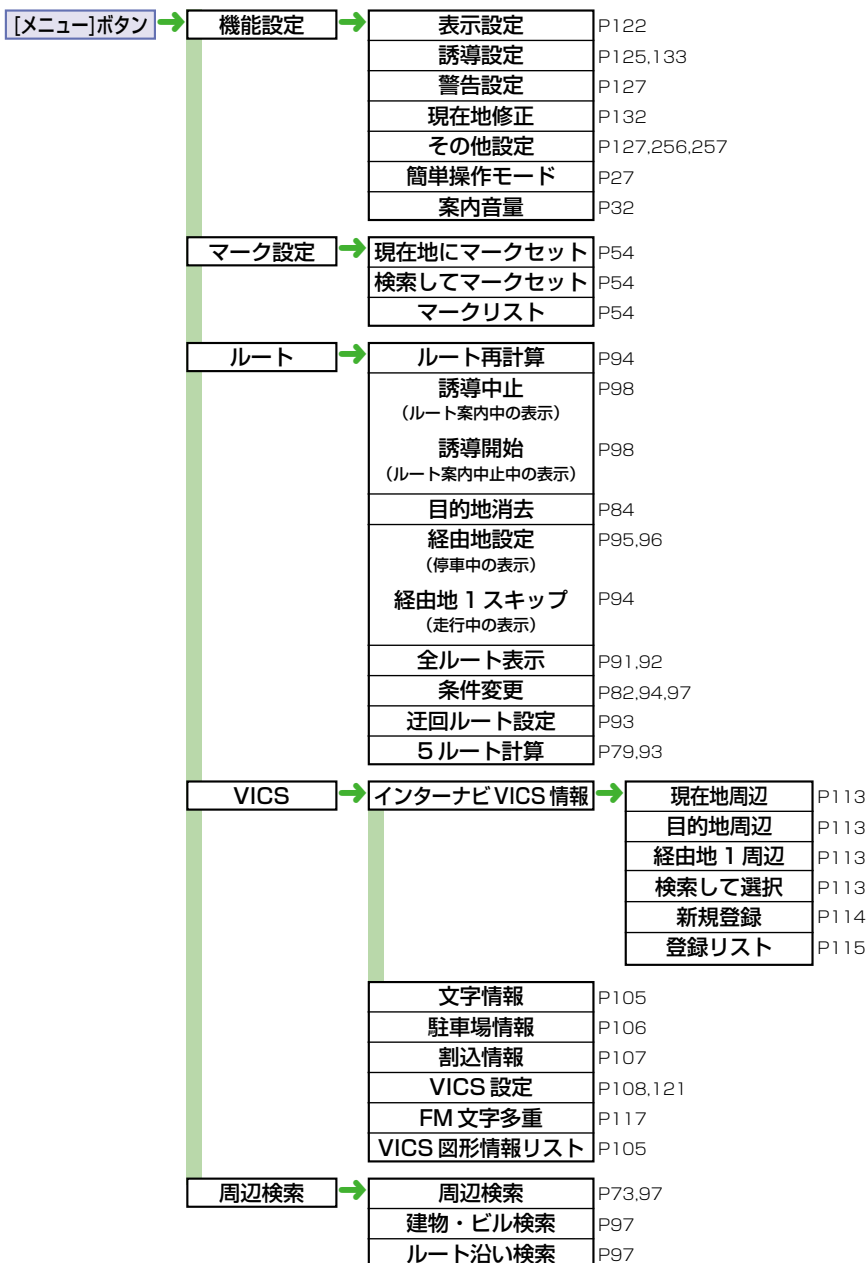 [メニュー]ボタン 機能設定 表示設定 P122
誘導設定 P125,133
警告設定 P127
現在地修正 P132
その他設定 P127,256,257
簡単操作モード P27
案内音量 P32
マーク設定 現在地にマークセット P54
検索してマークセット P54
マークリスト P54
ルート ルート再計算 P94
誘導中止 P98
（ルート案内中の表示）
誘導開始 P98
（ルート案内中止中の表示）
目的地消去 P84
経由地設定 P95,96
（停車中の表示）
経由地 1 スキップ P94
（走行中の表示）
全ルート表示 P91,92
条件変更 P82,94,97
迂回ルート設定 P93
5 ルート計算 P79,93
VICS インターナビ VICS 情報 現在地周辺 P113
目的地周辺 P113
経由地 1 周辺 P113
検索して選択 P113
新規登録 P114
登録リスト P115
文字情報 P105
駐車場情報 P106
割込情報 P107
VICS 設定 P108,121
FM 文字多重 P117
VICS 図形情報リスト P105
周辺検索 周辺検索 P73,97
建物・ビル検索 P97
ルート沿い検索 P97